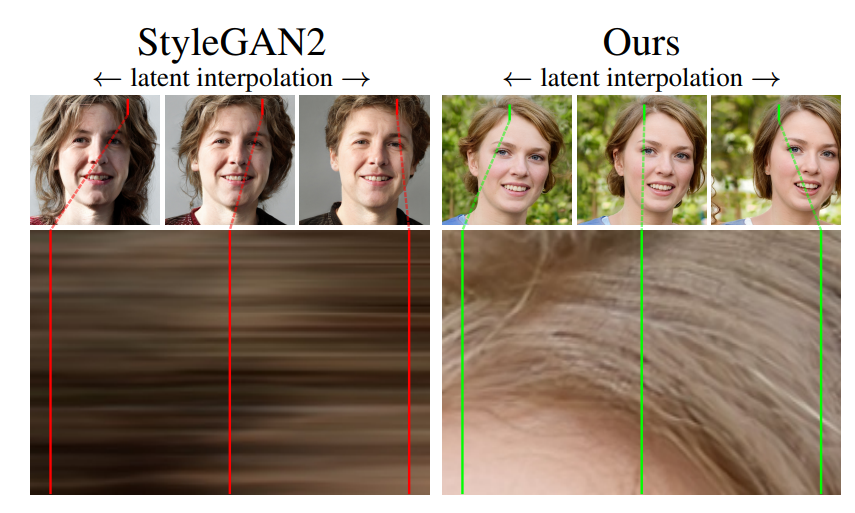 StyleGAN2
← latent interpolation →
Ours
← latent interpolation →